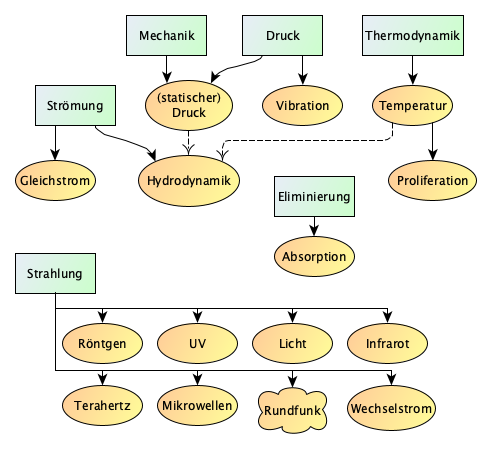 Mechanik
Druck
Thermodynamik
Strömung
(statischer)
Druck
Vibration
Temperatur
Gleichstrom
Hydrodynamik
Proliferation
Eliminierung
Absorption
Strahlung
Röntgen
UV
Licht
Infrarot
Terahertz
Mikrowellen
Rundfunk
Wechselstrom